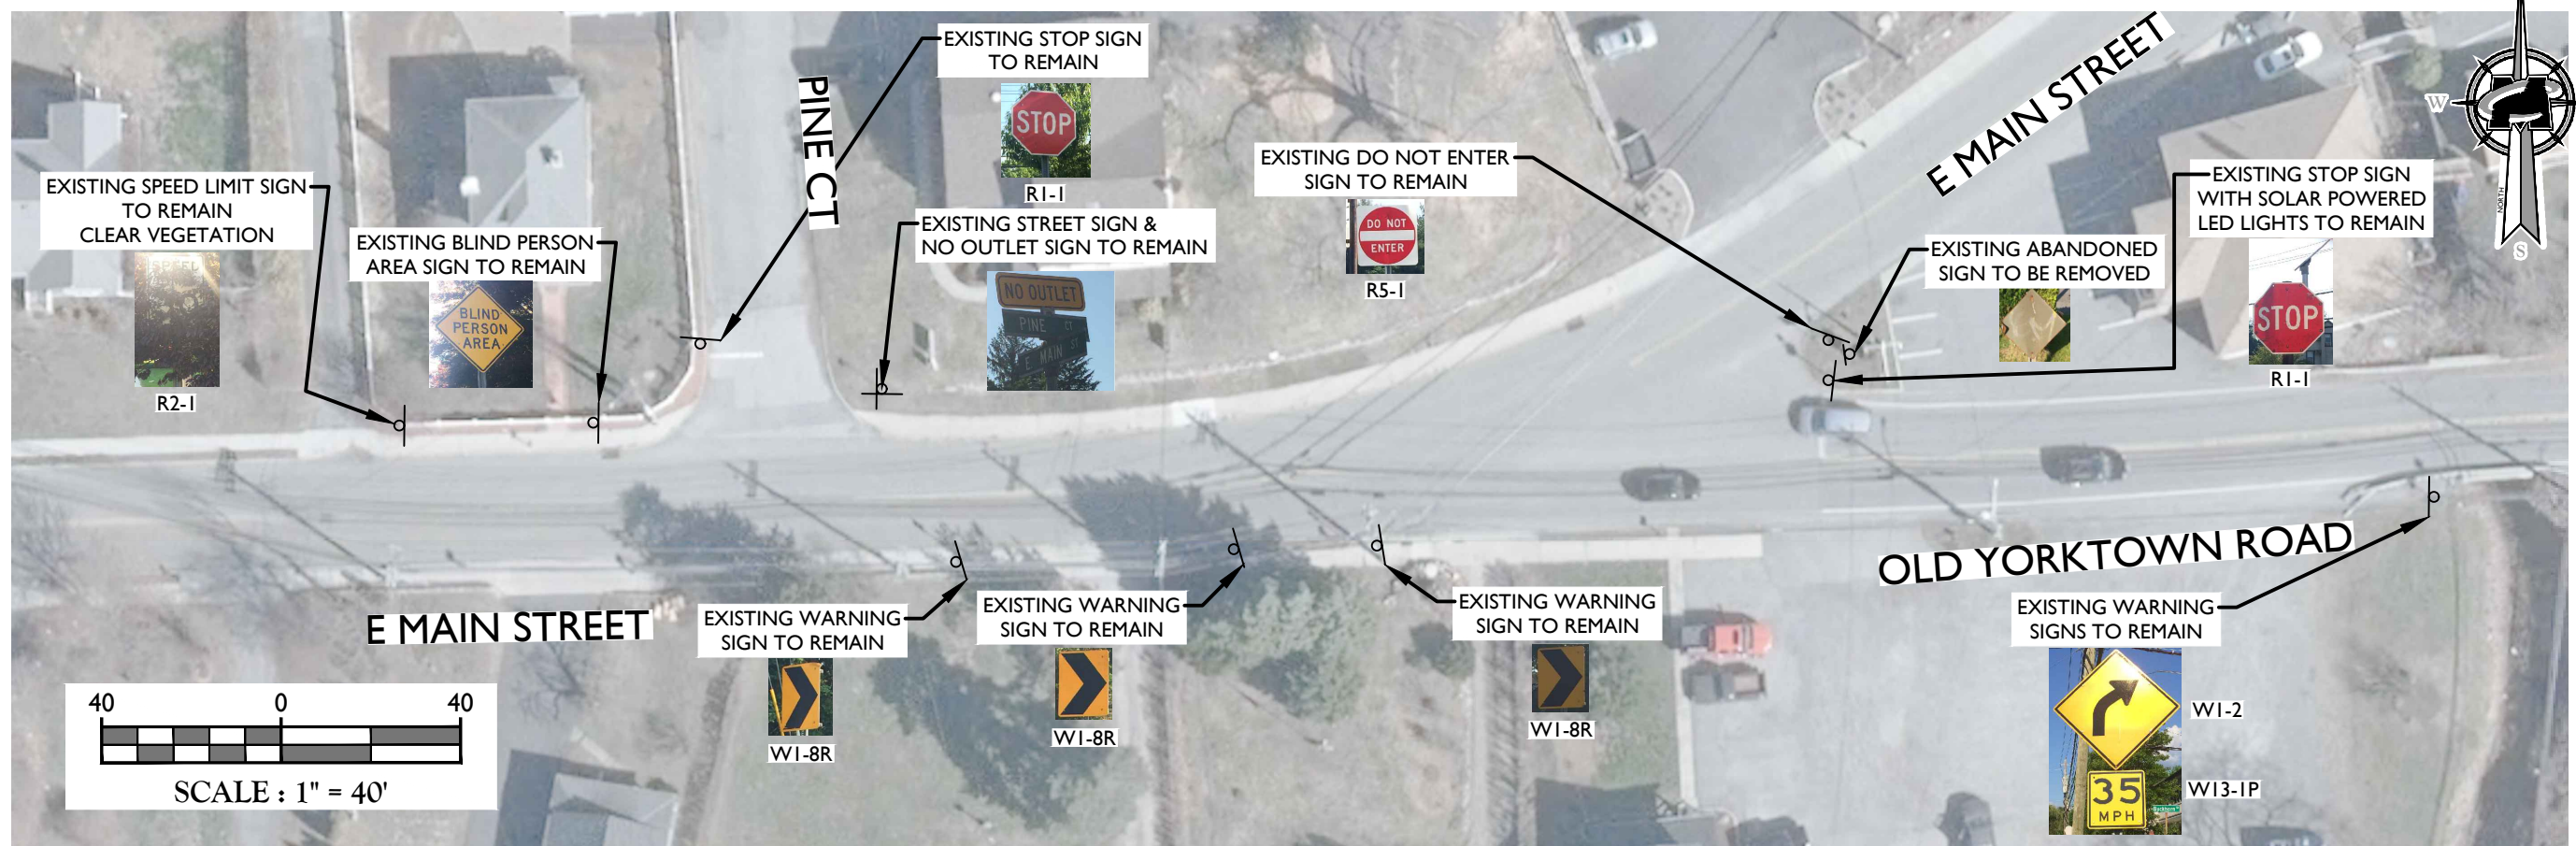 EXISTING STOP SIGN
TO REMAIN
STOP
R1-1
PINE CT
E MAIN STREET
W
NORTH
S
EXISTING SPEED LIMIT SIGN
TO REMAIN
CLEAR VEGETATION
SPEED
R2-1
EXISTING BLIND PERSON
AREA SIGN TO REMAIN
BLIND
PERSON
AREA
EXISTING STREET SIGN &
NO OUTLET SIGN TO REMAIN
NO OUTLET
PINE CT
E MAIN ST
EXISTING DO NOT ENTER
SIGN TO REMAIN
DO NOT
ENTER
R5-1
EXISTING ABANDONED
SIGN TO BE REMOVED
EXISTING STOP SIGN
WITH SOLAR POWERED
LED LIGHTS TO REMAIN
STOP
R1-1
E MAIN STREET
EXISTING WARNING
SIGN TO REMAIN
W1-8R
EXISTING WARNING
SIGN TO REMAIN
W1-8R
EXISTING WARNING
SIGN TO REMAIN
W1-8R
OLD YORKTOWN ROAD
EXISTING WARNING
SIGNS TO REMAIN
W1-2
35
MPH
W13-1P
40 0 40
SCALE : 1" = 40'